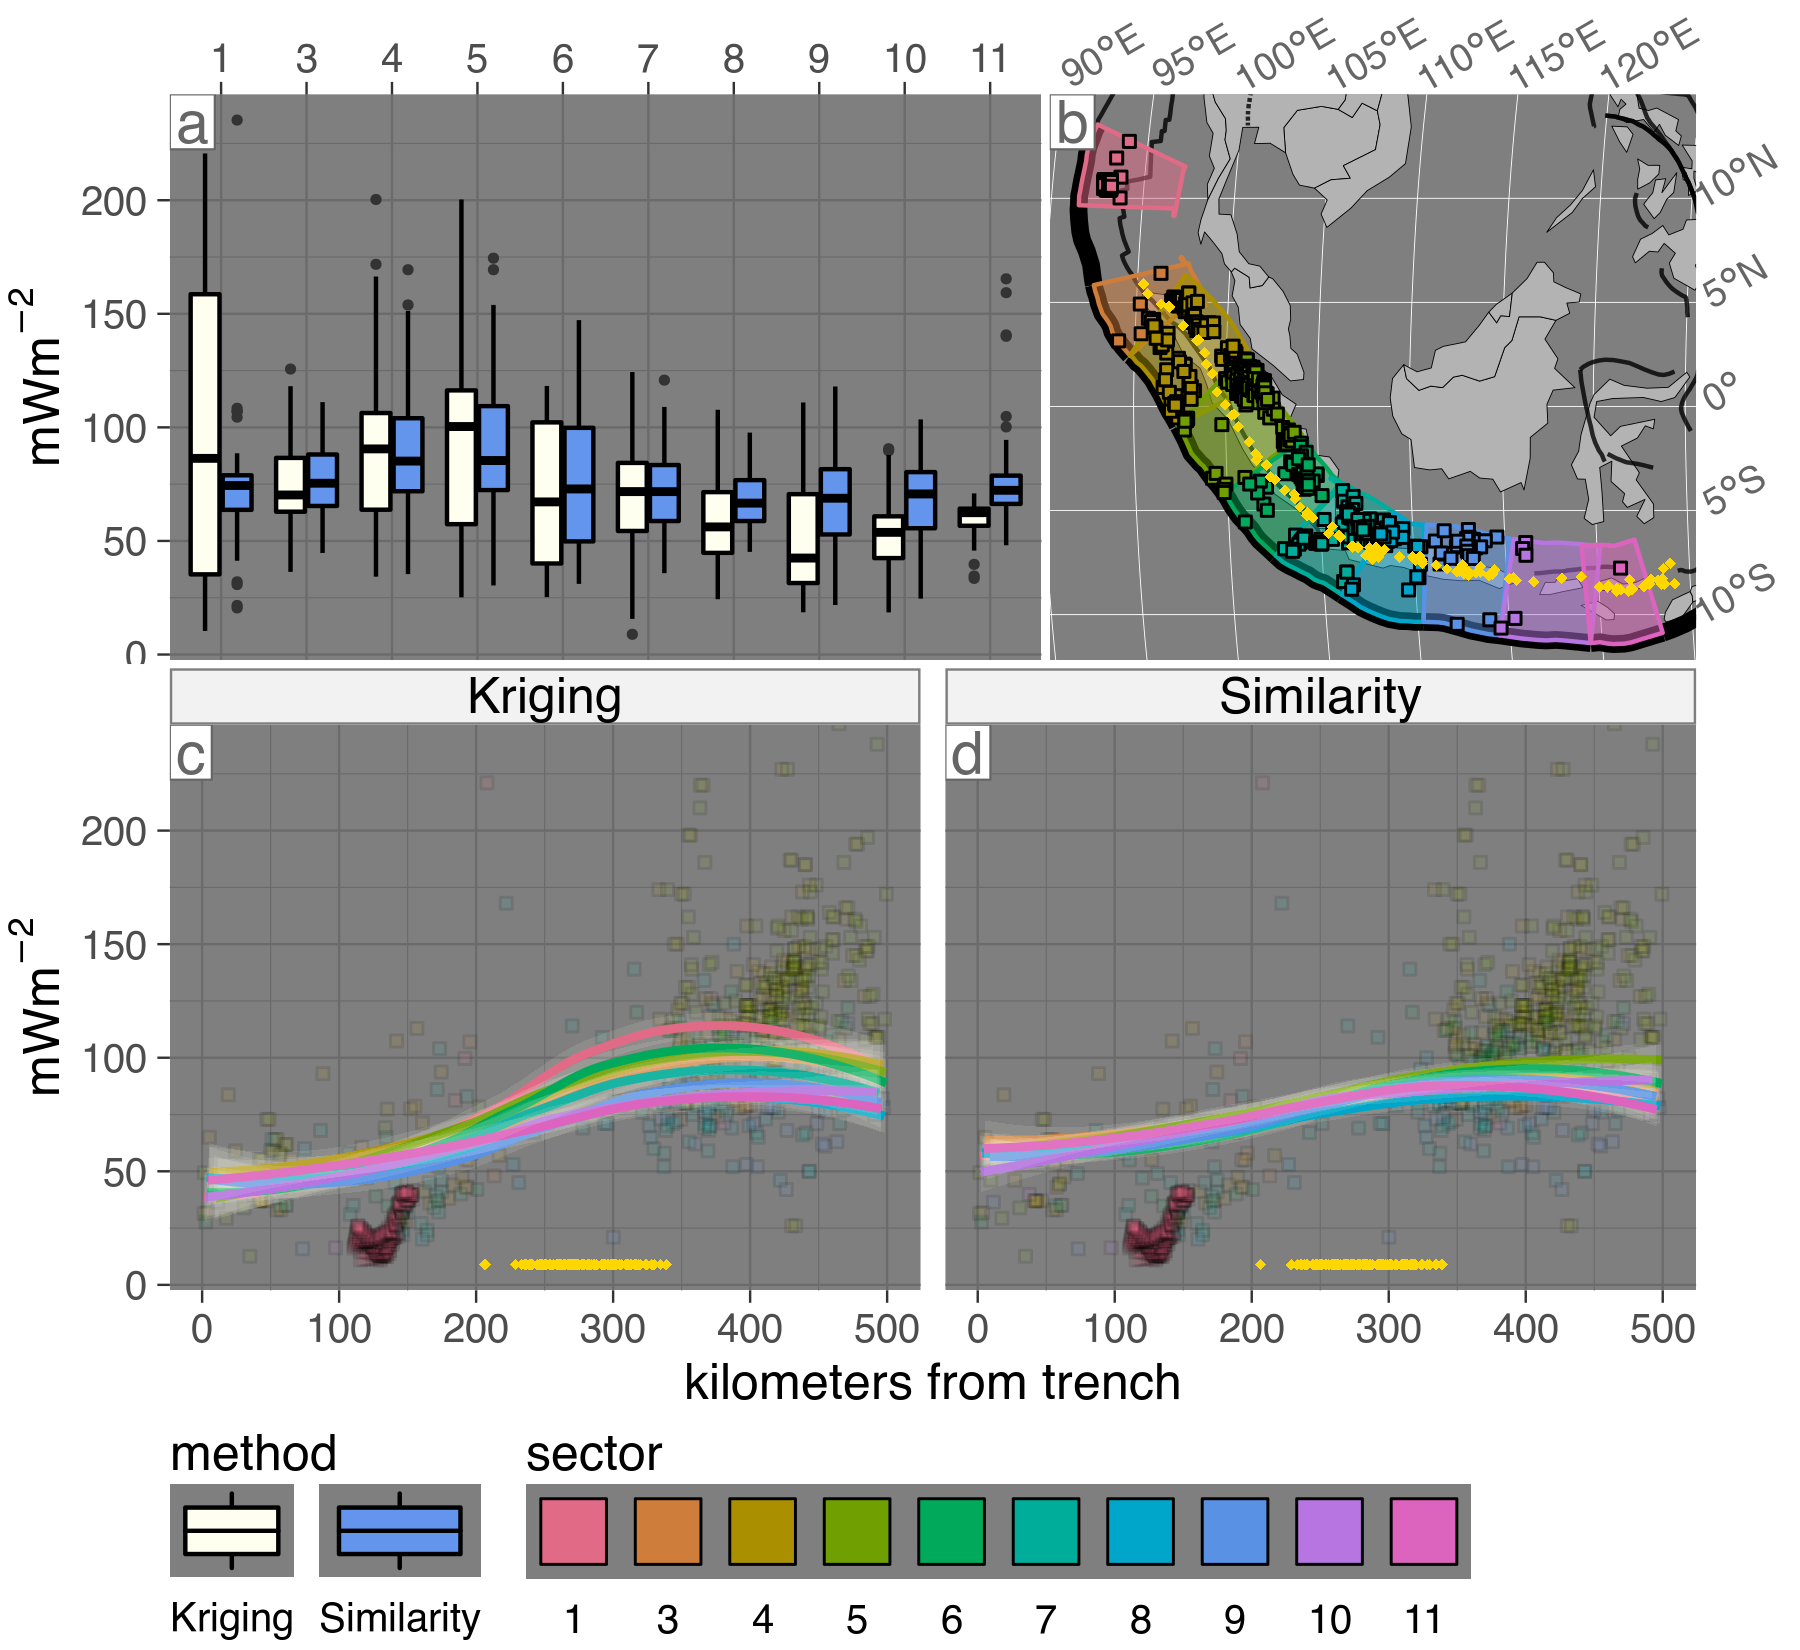 1 3 4 5 6 7 8 9 10 11
90°E 95°E 100°E 105°E 110°E 115°E 120°E
a
b
200
150
100
50
0
mWm⁻²
10°N
5°N
0°
5°S
10°S
Kriging
Similarity
c
d
200
150
100
50
0
mWm⁻²
0 100 200 300 400 500
0 100 200 300 400 500
kilometers from trench
method
sector
Kriging Similarity
1 3 4 5 6 7 8 9 10 11